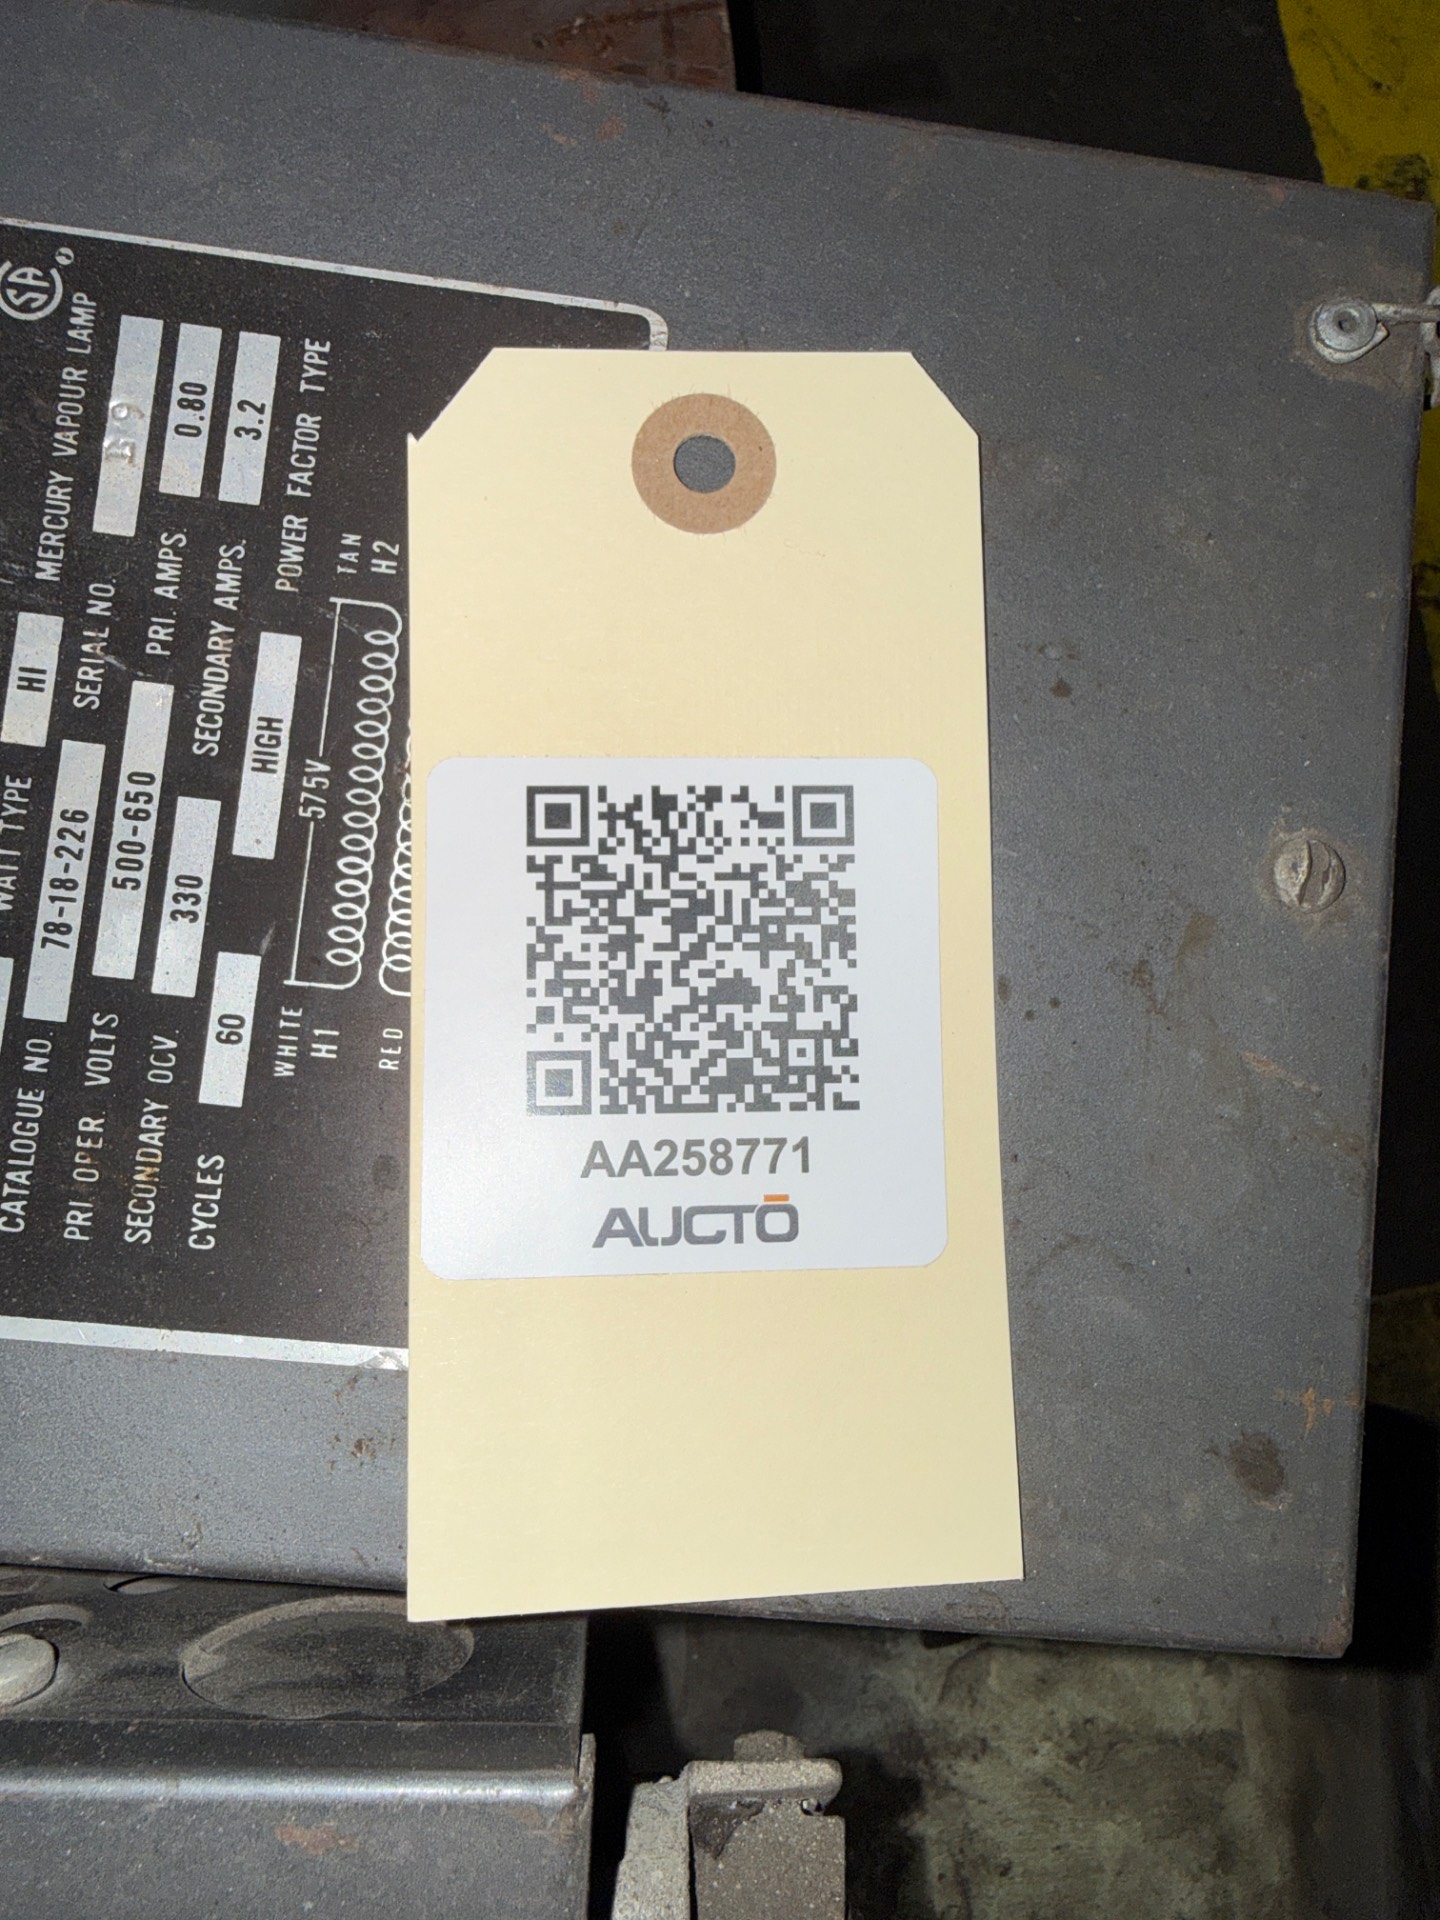 WATT TYPE HI MERCURY VAPOUR LAMP
CATALOGUE NO. 78-18-226 SERIAL NO.
PRI OPER VOLTS 500-650 PRI. AMPS. 0.80
SECONDARY OCV. 330 SECONDARY AMPS. 3.2
CYCLES 60 HIGH POWER FACTOR TYPE
WHITE 575V TAN
H1 H2
RED
SA
AA258771
AUCTŌ